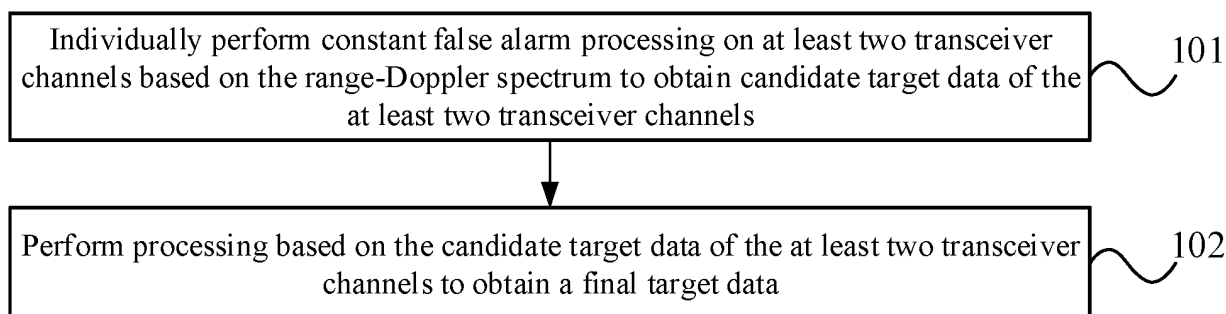 Individually perform constant false alarm processing on at least two transceiver
channels based on the range-Doppler spectrum to obtain candidate target data of the
at least two transceiver channels
101
Perform processing based on the candidate target data of the at least two transceiver
channels to obtain a final target data
102